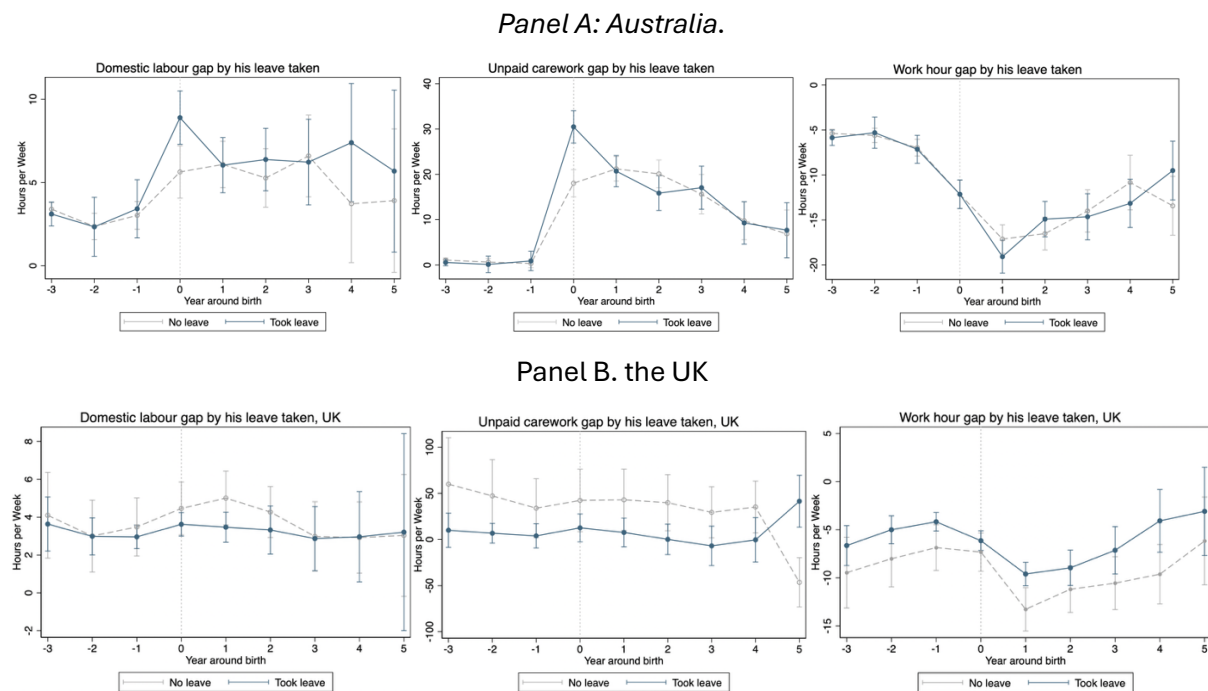 Panel A: Australia.
Domestic labour gap by his leave taken
Hours per Week
10
5
0
-3 -2 -1 0 1 2 3 4 5
Year around birth
No leave Took leave
Unpaid carework gap by his leave taken
Hours per Week
40
30
20
10
0
-3 -2 -1 0 1 2 3 4 5
Year around birth
No leave Took leave
Work hour gap by his leave taken
Hours per Week
0
-5
-10
-15
-20
-3 -2 -1 0 1 2 3 4 5
Year around birth
No leave Took leave
Panel B. the UK
Domestic labour gap by his leave taken, UK
Hours per Week
8
6
4
2
0
-2
-3 -2 -1 0 1 2 3 4 5
Year around birth
No leave Took leave
Unpaid carework gap by his leave taken, UK
Hours per Week
100
50
0
-50
-100
-3 -2 -1 0 1 2 3 4 5
Year around birth
No leave Took leave
Work hour gap by his leave taken, UK
Hours per Week
5
0
-5
-10
-15
-3 -2 -1 0 1 2 3 4 5
Year around birth
No leave Took leave